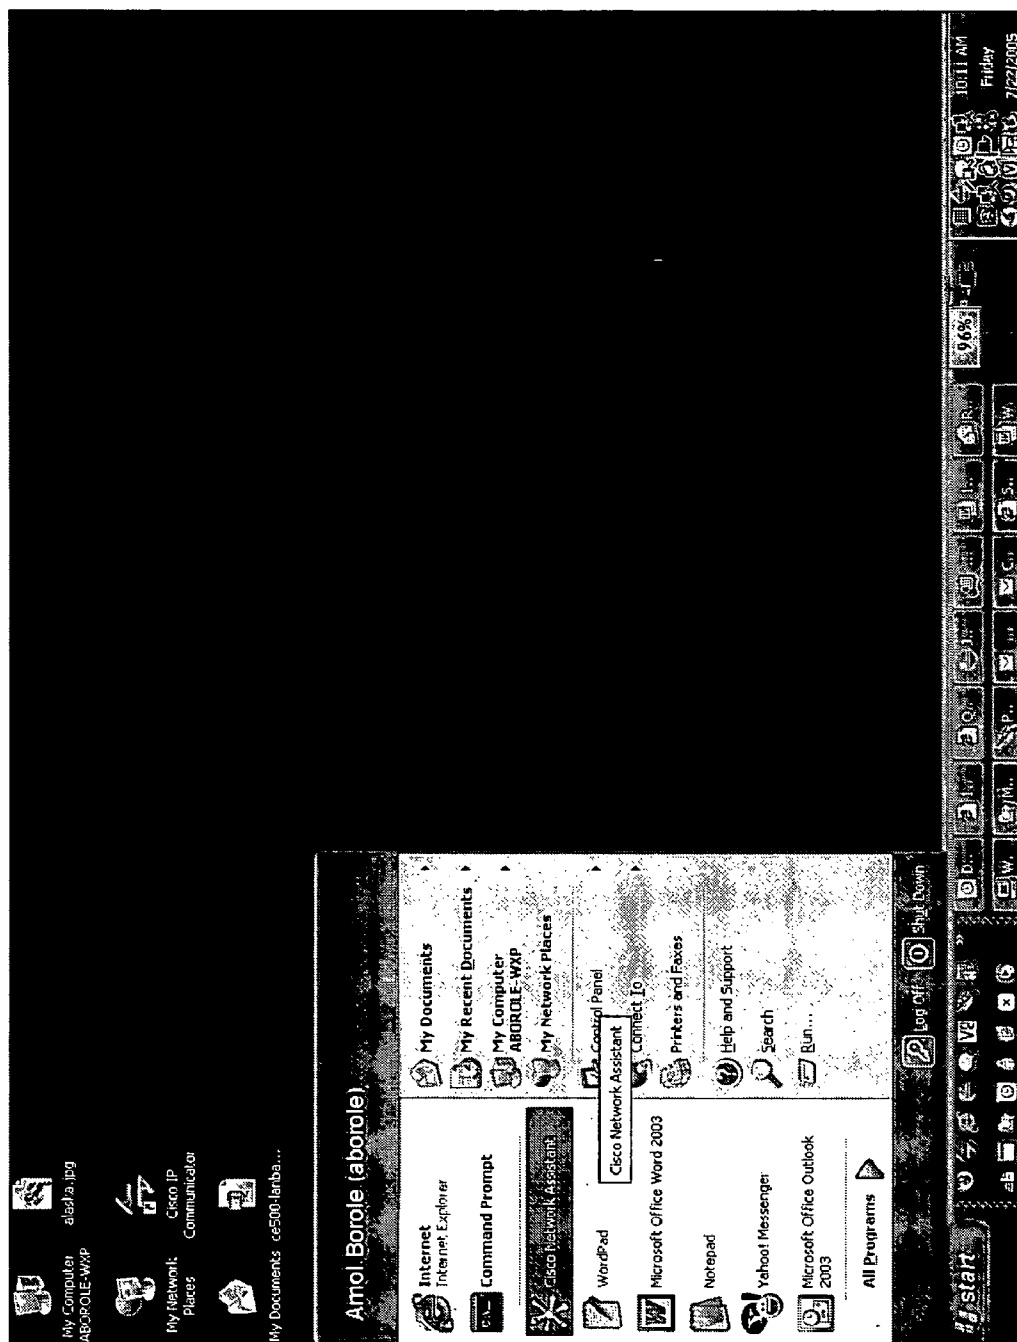 My Computer
ABOROLE-WXP
alaska.jpg
My Network
Places
Cisco IP
Communicator
My Documents
ce500-lanba...
Amol Borole (aborole)
Internet
Internet Explorer
Command Prompt
Cisco Network Assistant
WordPad
Microsoft Office Word 2003
Notepad
Yahoo! Messenger
Microsoft Office Outlook
2003
All Programs
My Documents
My Recent Documents
My Computer
ABOROLE-WXP
My Network Places
Control Panel
Cisco Network Assistant
Connect To
Printers and Faxes
Help and Support
Search
Run...
Log Off
Shut Down
start
D...
Q...
R...
W...
M...
P...
C...
S...
W...
96%
10:11 AM
Friday
7/22/2005